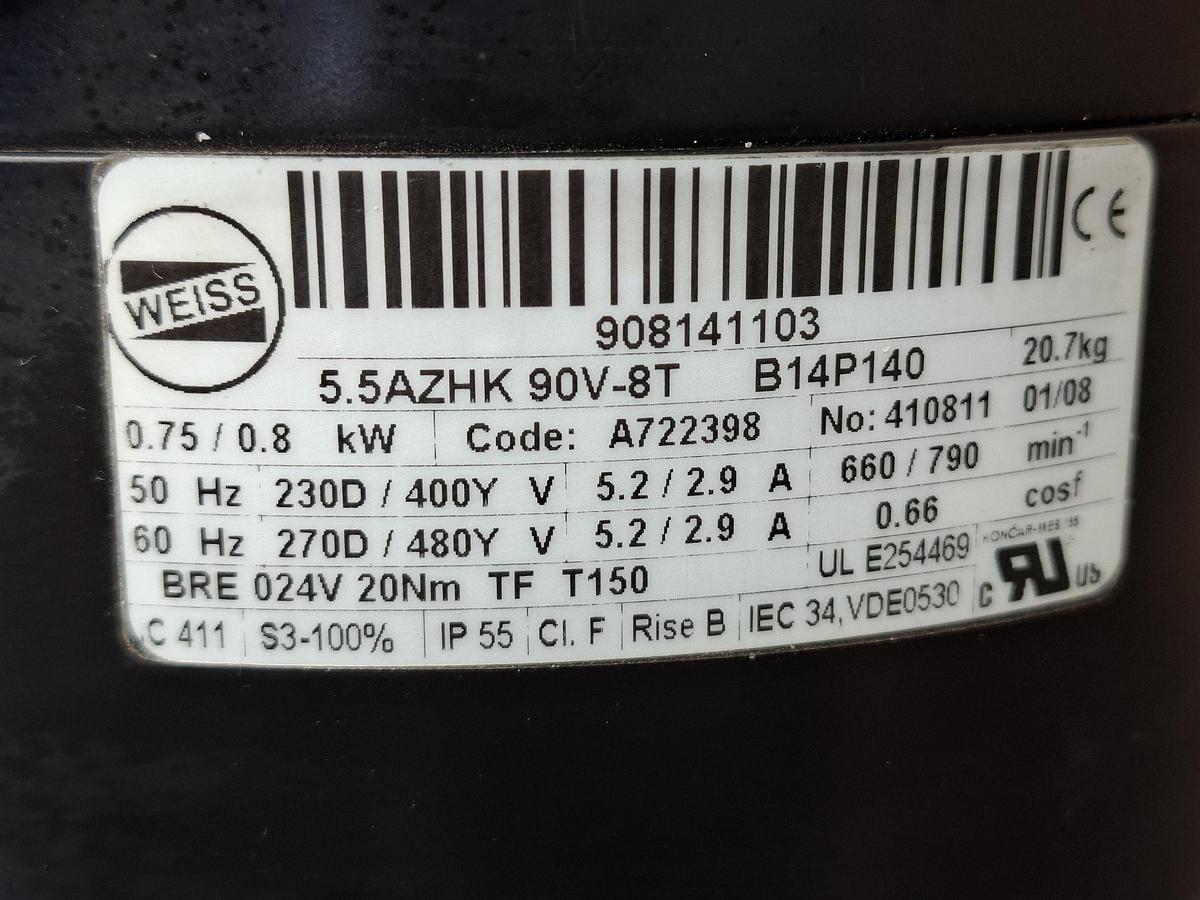 WEISS
CE
908141103
5.5AZHK 90V-8T B14P140 20.7kg
0.75 / 0.8 kW Code: A722398 No: 410811 01/08
50 Hz 230D / 400Y V 5.2 / 2.9 A 660 / 790 min-1
60 Hz 270D / 480Y V 5.2 / 2.9 A 0.66 cosf
BRE 024V 20Nm TF T150 UL E254469
C 411 S3-100% IP 55 Cl. F Rise B IEC 34,VDE0530 C RU US